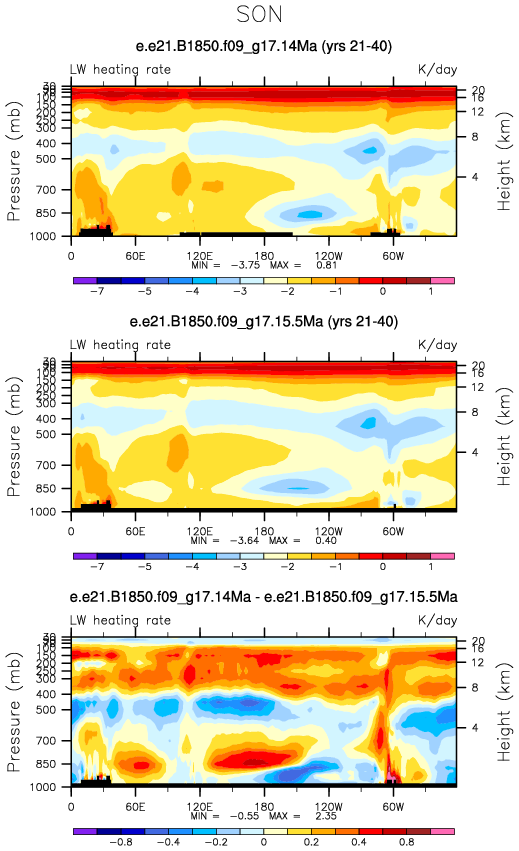 SON
e.e21.B1850.f09_g17.14Ma (yrs 21-40)
LW heating rate K/day
30
100
150
200
250
300
400
500
700
850
1000
Pressure (mb)
20
16
12
8
4
Height (km)
0 60E 120E 180 120W 60W
MIN = -3.75 MAX = 0.81
-7 -5 -4 -3 -2 -1 0 1
e.e21.B1850.f09_g17.15.5Ma (yrs 21-40)
LW heating rate K/day
30
100
150
200
250
300
400
500
700
850
1000
Pressure (mb)
20
16
12
8
4
Height (km)
0 60E 120E 180 120W 60W
MIN = -3.64 MAX = 0.40
-7 -5 -4 -3 -2 -1 0 1
e.e21.B1850.f09_g17.14Ma - e.e21.B1850.f09_g17.15.5Ma
LW heating rate K/day
30
100
150
200
250
300
400
500
700
850
1000
Pressure (mb)
20
16
12
8
4
Height (km)
0 60E 120E 180 120W 60W
MIN = -0.55 MAX = 2.35
-0.8 -0.4 -0.2 0 0.2 0.4 0.8